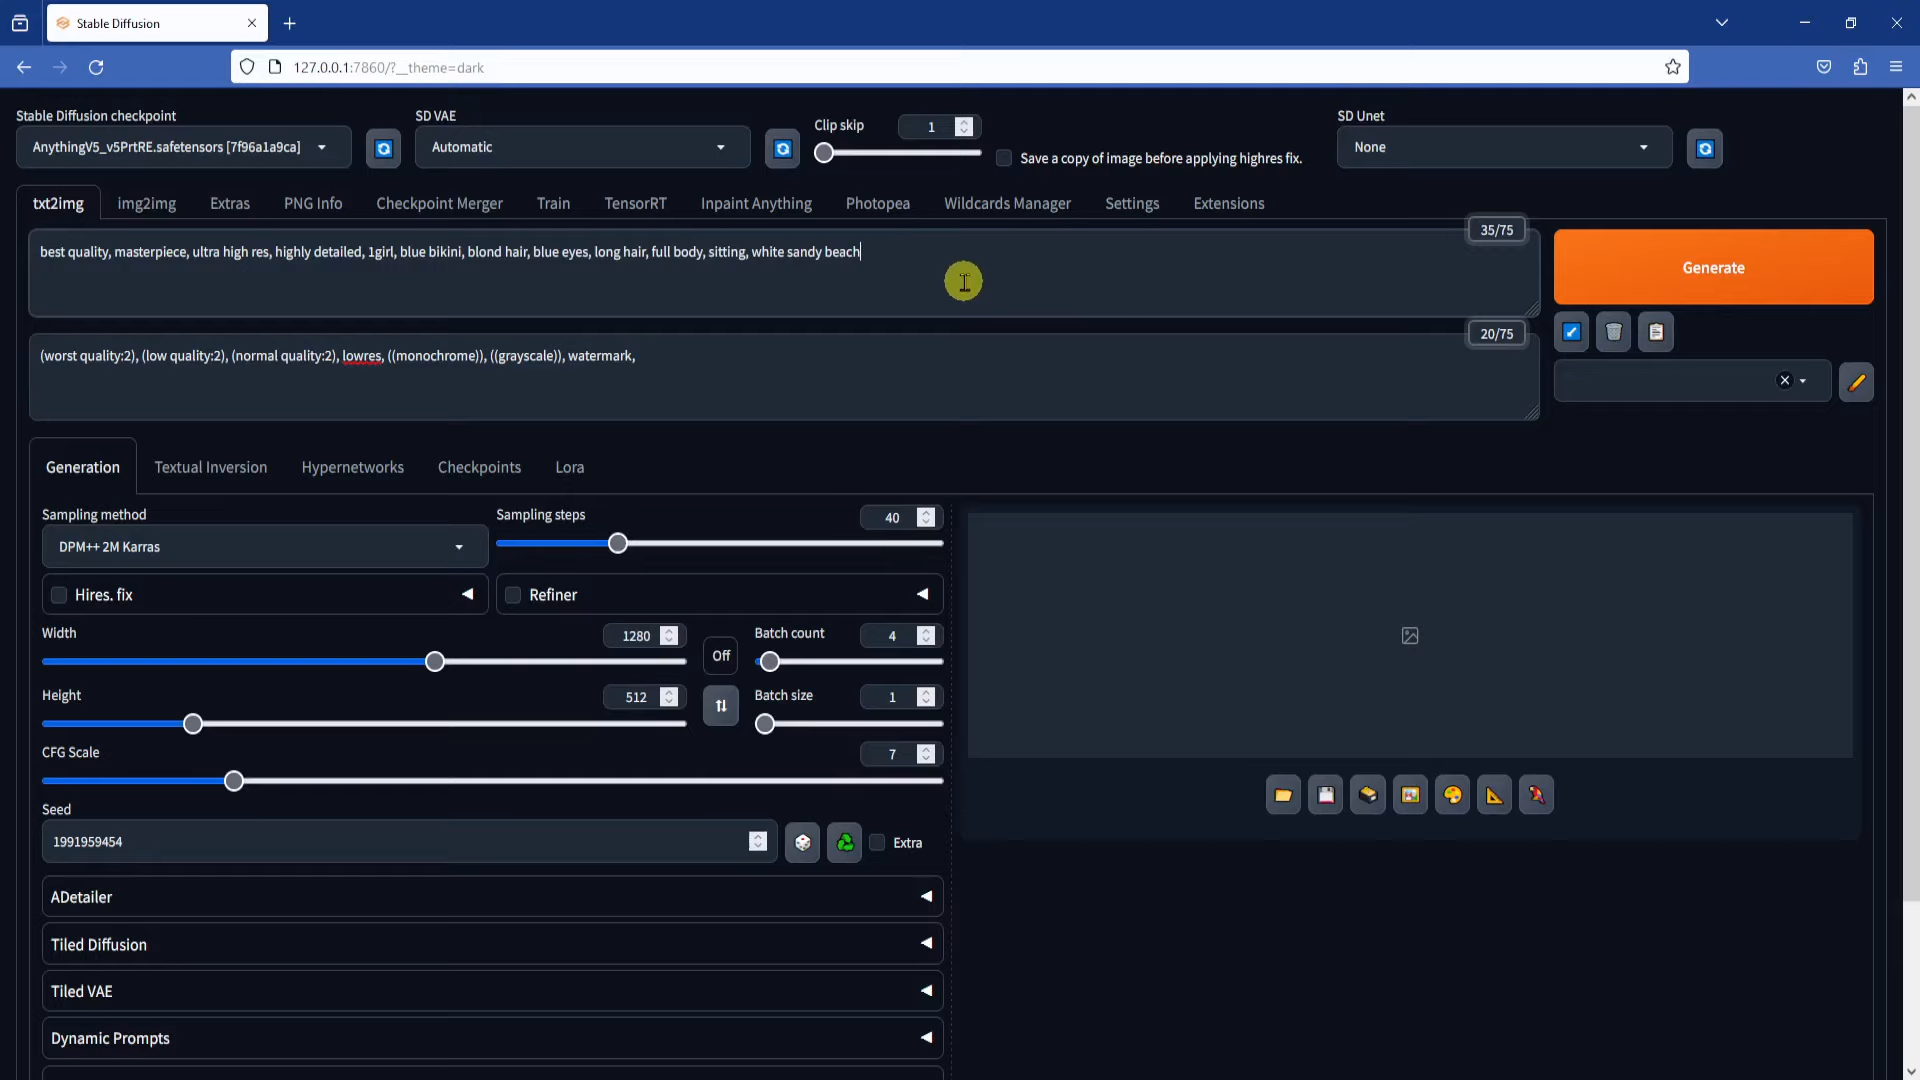 Stable Diffusion
127.0.0.1:7860/?__theme=dark
Stable Diffusion checkpoint
SD VAE
Clip skip
1
SD Unet
AnythingV5_v5PrtRE.safetensors [7f96a1a9ca]
Automatic
Save a copy of image before applying highres fix.
None
txt2img
img2img
Extras
PNG Info
Checkpoint Merger
Train
TensorRT
Inpaint Anything
Photopea
Wildcards Manager
Settings
Extensions
35/75
best quality, masterpiece, ultra high res, highly detailed, 1girl, blue bikini, blond hair, blue eyes, long hair, full body, sitting, white sandy beach
Generate
20/75
(worst quality:2), (low quality:2), (normal quality:2), lowres, ((monochrome)), ((grayscale)), watermark,
Generation
Textual Inversion
Hypernetworks
Checkpoints
Lora
Sampling method
DPM++ 2M Karras
Sampling steps
40
Hires. fix
Refiner
Width
1280
Off
Batch count
4
Height
512
Batch size
1
CFG Scale
7
Seed
1991959454
Extra
ADetailer
Tiled Diffusion
Tiled VAE
Dynamic Prompts